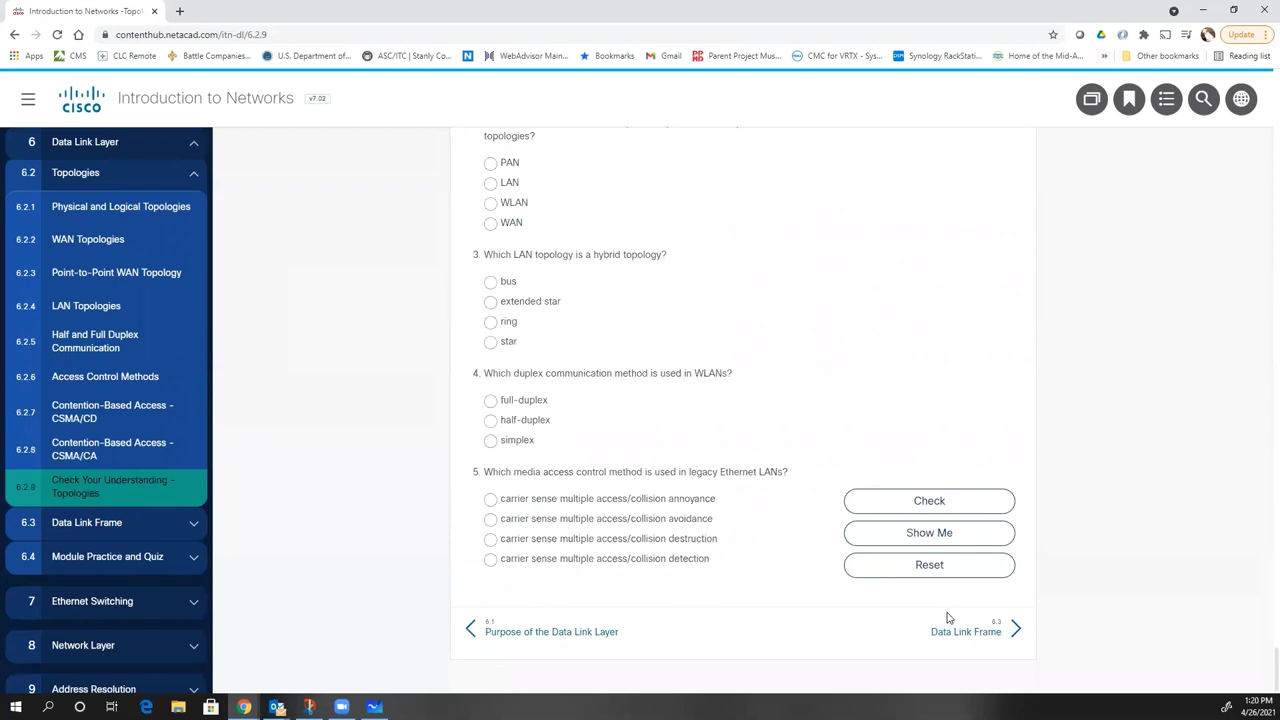 Introduction to Networks -Topol
contenthub.netacad.com/itn-dl/6.2.9
Update
Apps
CMS
CLC Remote
Battle Companies...
U.S. Department of...
ASC/ITC | Stanly Co...
WebAdvisor Main...
Bookmarks
Gmail
Parent Project Mus...
CMC for VRTX - Sys...
Synology RackStati...
Home of the Mid-A...
»
Other bookmarks
Reading list
CISCO
Introduction to Networks
v7.02
6 Data Link Layer
6.2 Topologies
6.2.1 Physical and Logical Topologies
6.2.2 WAN Topologies
6.2.3 Point-to-Point WAN Topology
6.2.4 LAN Topologies
6.2.5 Half and Full Duplex
Communication
6.2.6 Access Control Methods
6.2.7 Contention-Based Access -
CSMA/CD
6.2.8 Contention-Based Access -
CSMA/CA
6.2.9 Check Your Understanding -
Topologies
6.3 Data Link Frame
6.4 Module Practice and Quiz
7 Ethernet Switching
8 Network Layer
9 Address Resolution
topologies?
PAN
LAN
WLAN
WAN
3. Which LAN topology is a hybrid topology?
bus
extended star
ring
star
4. Which duplex communication method is used in WLANs?
full-duplex
half-duplex
simplex
5. Which media access control method is used in legacy Ethernet LANs?
carrier sense multiple access/collision annoyance
carrier sense multiple access/collision avoidance
carrier sense multiple access/collision destruction
carrier sense multiple access/collision detection
Check
Show Me
Reset
6.1
Purpose of the Data Link Layer
6.3
Data Link Frame
1:20 PM
4/26/2021